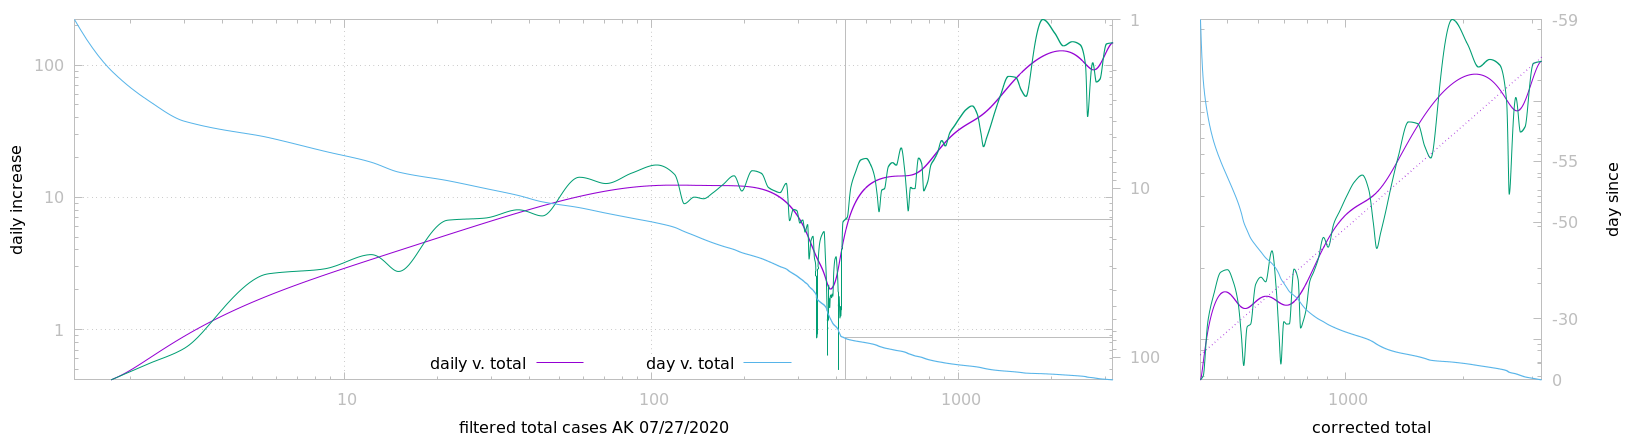 1
-59
100
daily increase
-55
10
10
-50
day since
1
-30
daily v. total
day v. total
100
0
10
100
1000
1000
filtered total cases AK 07/27/2020
corrected total